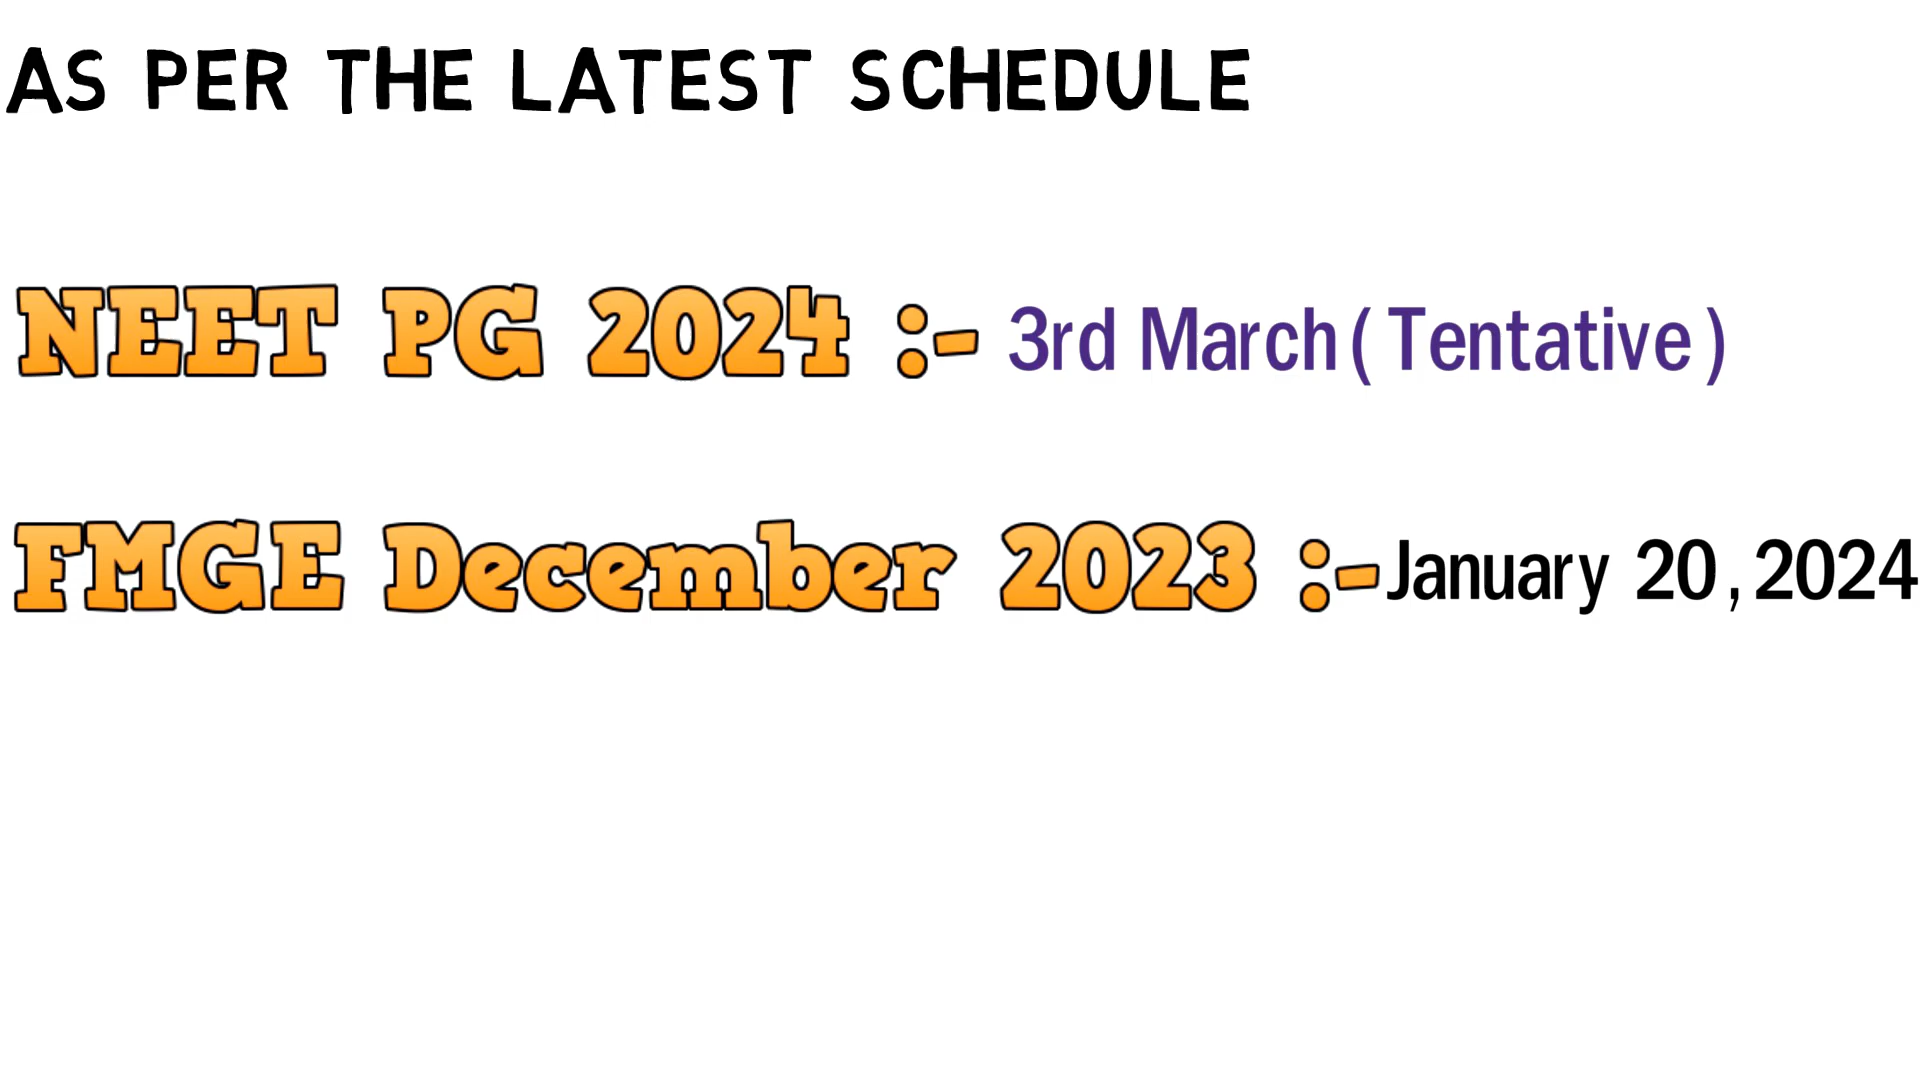 AS PER THE LATEST SCHEDULE
NEET PG 2024 :- 3rd March ( Tentative )
FMGE December 2023 :- January 20 , 2024